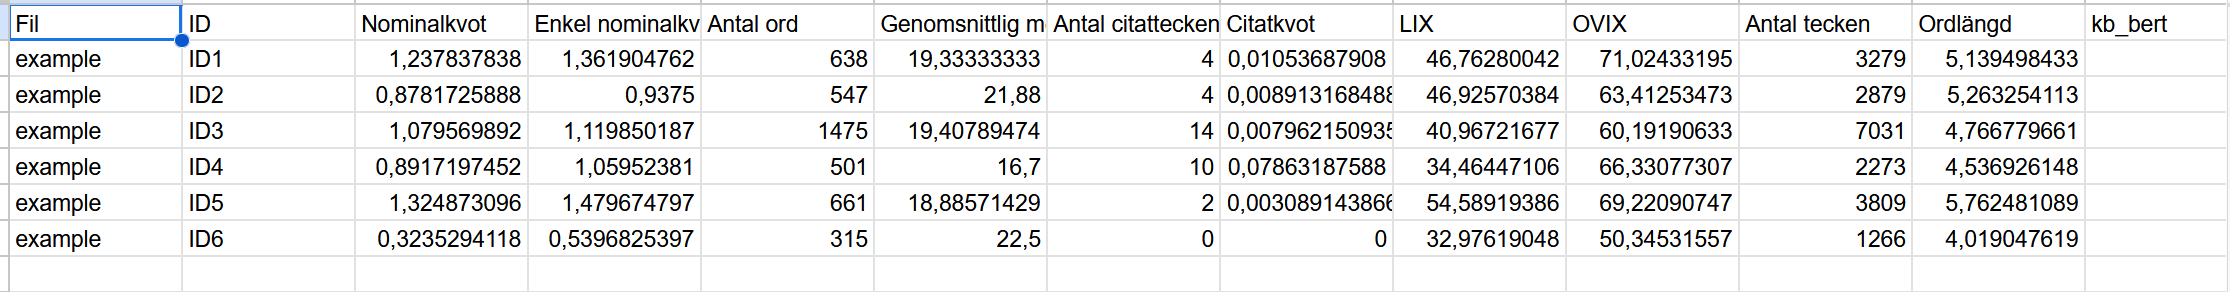 Fil ID Nominalkvot Enkel nominalkv Antal ord Genomsnittlig m Antal citattecken Citatkvot LIX OVIX Antal tecken Ordlängd kb_bert
example ID1 1,237837838 1,361904762 638 19,33333333 4 0,01053687908 46,76280042 71,02433195 3279 5,139498433
example ID2 0,8781725888 0,9375 547 21,88 4 0,008913168488 46,92570384 63,41253473 2879 5,263254113
example ID3 1,079569892 1,119850187 1475 19,40789474 14 0,007962150935 40,96721677 60,19190633 7031 4,766779661
example ID4 0,8917197452 1,05952381 501 16,7 10 0,07863187588 34,46447106 66,33077307 2273 4,536926148
example ID5 1,324873096 1,479674797 661 18,88571429 2 0,003089143866 54,58919386 69,22090747 3809 5,762481089
example ID6 0,3235294118 0,5396825397 315 22,5 0 0 32,97619048 50,34531557 1266 4,019047619